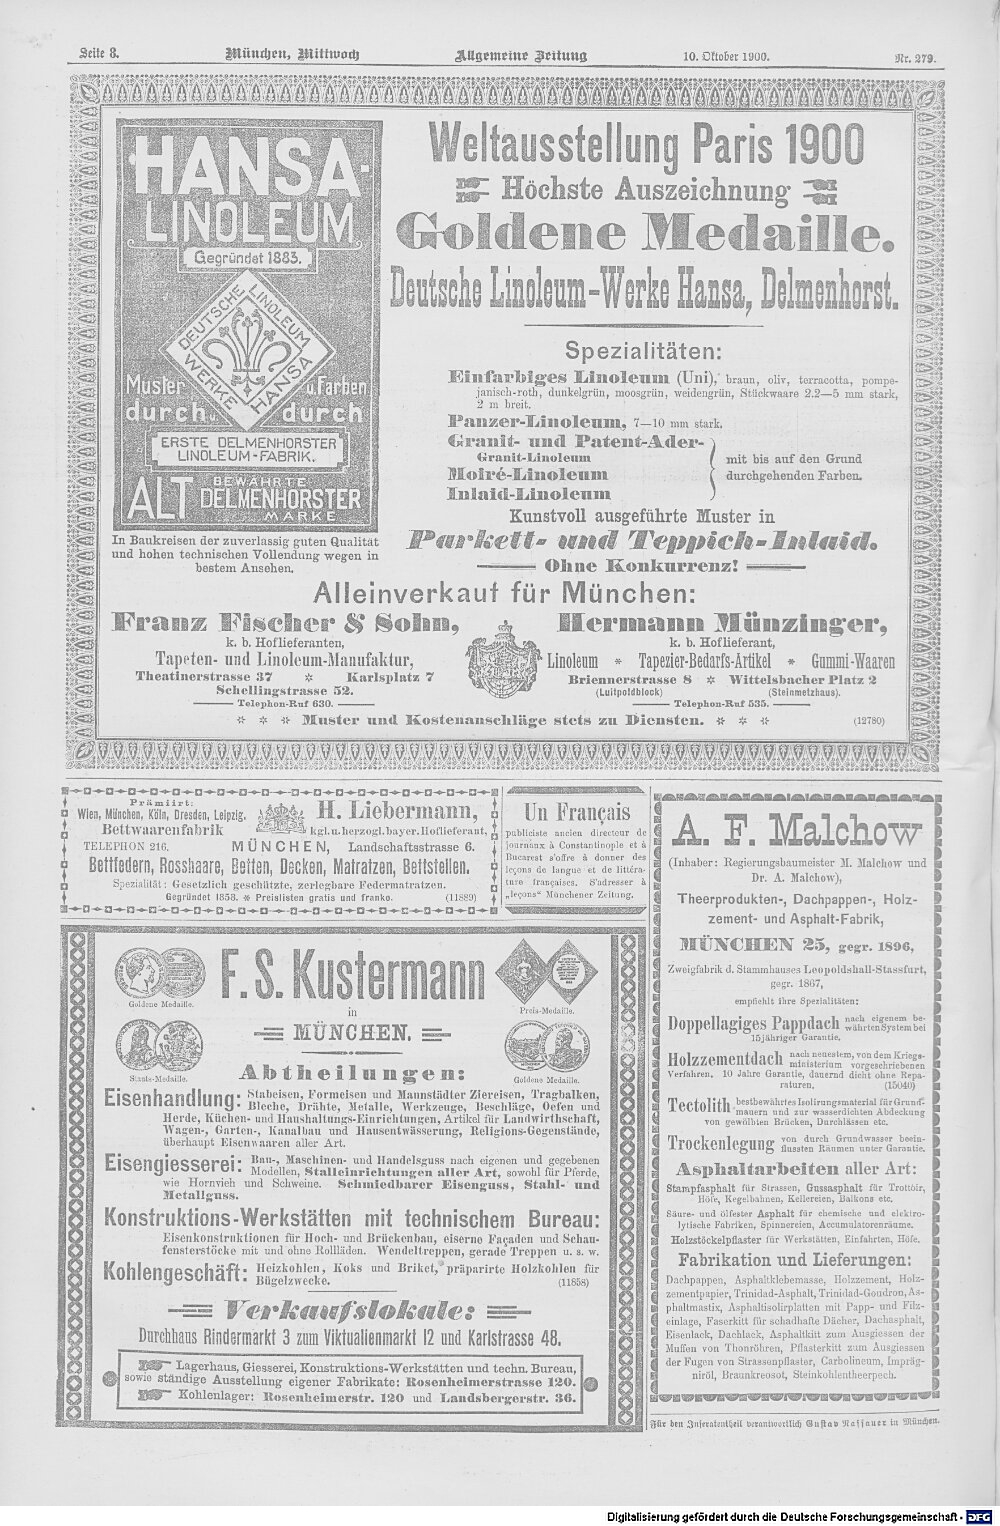 Seite 8. München, Mittwoch Allgemeine Zeitung 10. Oktober 1900. Nr. 279.
HANSA-
LINOLEUM
Gegründet 1883.
DEUTSCHE LINOLEUM
WERKE HANSA
Muster u. Farben
durch u. durch
ERSTE DELMENHORSTER
LINOLEUM-FABRIK.
ALT BEWÄHRTE
DELMENHORSTER
MARKE
In Baukreisen der zuverlässig guten Qualität
und hohen technischen Vollendung wegen in
bestem Ansehen.
Weltausstellung Paris 1900
Höchste Auszeichnung
Goldene Medaille.
Deutsche Linoleum-Werke Hansa, Delmenhorst.
Spezialitäten:
Einfarbiges Linoleum (Uni), braun, oliv, terracotta, pompe-
janisch-roth, dunkelgrün, moosgrün, weidengrün, Stückwaare 2.2—5 mm stark,
2 m breit.
Panzer-Linoleum, 7—10 mm stark.
Granit- und Patent-Ader-
Granit-Linoleum
Moiré-Linoleum
Inlaid-Linoleum
mit bis auf den Grund
durchgehenden Farben.
Kunstvoll ausgeführte Muster in
Parkett- und Teppich-Inlaid.
Ohne Konkurrenz!
Alleinverkauf für München:
Franz Fischer & Sohn,
k. b. Hoflieferanten,
Tapeten- und Linoleum-Manufaktur,
Theatinerstrasse 37 * Karlsplatz 7
Schellingstrasse 52.
Telephon-Ruf 630.
Hermann Münzinger,
k. b. Hoflieferant,
Linoleum * Tapezier-Bedarfs-Artikel * Gummi-Waaren
Briennerstrasse 8 * Wittelsbacher Platz 2
(Luitpoldblock) (Steinmetzhaus).
Telephon-Ruf 535.
* * * Muster und Kostenanschläge stets zu Diensten. * * * (12780)
Prämiirt:
Wien, München, Köln, Dresden, Leipzig.
Bettwaarenfabrik
H. Liebermann,
kgl. u. herzogl. bayer. Hoflieferant,
TELEPHON 216. MÜNCHEN, Landschaftsstrasse 6.
Bettfedern, Rosshaare, Betten, Decken, Matratzen, Bettstellen.
Spezialität: Gesetzlich geschützte, zerlegbare Federmatratzen.
Gegründet 1858. * Preislisten gratis und franko. (11889)
Un Français
publiciste ancien directeur de
journaux à Constantinople et à
Bucarest s'offre à donner des
leçons de langue et de littéra-
ture françaises. S'adresser à
„leçons“ Münchener Zeitung.
F. S. Kustermann
in
MÜNCHEN.
Goldene Medaille.
Preis-Medaille.
Staats-Medaille.
Goldene Medaille.
Abtheilungen:
Eisenhandlung: Stabeisen, Formeisen und Mannstädter Ziereisen, Tragbalken,
Bleche, Drähte, Metalle, Werkzeuge, Beschläge, Oefen und
Herde, Küchen- und Haushaltungs-Einrichtungen, Artikel für Landwirthschaft,
Wagen-, Garten-, Kanalbau und Hausentwässerung, Religions-Gegenstände,
überhaupt Eisenwaaren aller Art.
Eisengiesserei: Bau-, Maschinen- und Handelsguss nach eigenen und gegebenen
Modellen, Stalleinrichtungen aller Art, sowohl für Pferde,
wie Hornvieh und Schweine. Schmiedbarer Eisenguss, Stahl- und
Metallguss.
Konstruktions-Werkstätten mit technischem Bureau:
Eisenkonstruktionen für Hoch- und Brückenbau, eiserne Façaden und Schau-
fensterstöcke mit und ohne Rollläden. Wendeltreppen, gerade Treppen u. s. w.
Kohlengeschäft: Heizkohlen, Koks und Briket, präparirte Holzkohlen für
Bügelzwecke. (11858)
Verkaufslokale:
Durchhaus Rindermarkt 3 zum Viktualienmarkt 12 und Karlstrasse 48.
Lagerhaus, Giesserei, Konstruktions-Werkstätten und techn. Bureau,
sowie ständige Ausstellung eigener Fabrikate: Rosenheimerstrasse 120.
Kohlenlager: Rosenheimerstr. 120 und Landsbergerstr. 36.
A. F. Malchow
(Inhaber: Regierungsbaumeister M. Malchow und
Dr. A. Malchow),
Theerprodukten-, Dachpappen-, Holz-
zement- und Asphalt-Fabrik,
MÜNCHEN 25, gegr. 1896,
Zweigfabrik d. Stammhauses Leopoldshall-Stassfurt,
gegr. 1867,
empfiehlt ihre Spezialitäten:
Doppellagiges Pappdach nach eigenem be-
währten System bei
15jähriger Garantie.
Holzzementdach nach neuestem, von dem Kriegs-
ministerium vorgeschriebenen
Verfahren, 10 Jahre Garantie, dauernd dicht ohne Repa-
raturen. (15040)
Tectolith bestbewährtes Isolirungsmaterial für Grund-
mauern und zur wasserdichten Abdeckung
von gewölbten Brücken, Durchlässen etc.
Trockenlegung von durch Grundwasser beein-
flussten Räumen unter Garantie.
Asphaltarbeiten aller Art:
Stampfasphalt für Strassen, Gussasphalt für Trottoir,
Höfe, Kegelbahnen, Kellereien, Balkons etc.
Säure- und ölfester Asphalt für chemische und elektro-
lytische Fabriken, Spinnereien, Accumulatorenräume.
Holzstöckelpflaster für Werkstätten, Einfahrten, Höfe.
Fabrikation und Lieferungen:
Dachpappen, Asphaltklebemasse, Holzzement, Holz-
zementpapier, Trinidad-Asphalt, Trinidad-Goudron, As-
phaltmastix, Asphaltisolirplatten mit Papp- und Filz-
einlage, Faserkitt für schadhafte Dächer, Dachasphalt,
Eisenlack, Dachlack, Asphaltkitt zum Ausgiessen der
Muffen von Thonröhren, Pflasterkitt zum Ausgiessen
der Fugen von Strassenpflaster, Carbolineum, Impräg-
niröl, Braunkreosot, Steinkohlentheerpech.
Für den Inseratentheil verantwortlich Gustav Nassauer in München.
Digitalisierung gefördert durch die Deutsche Forschungsgemeinschaft - DFG